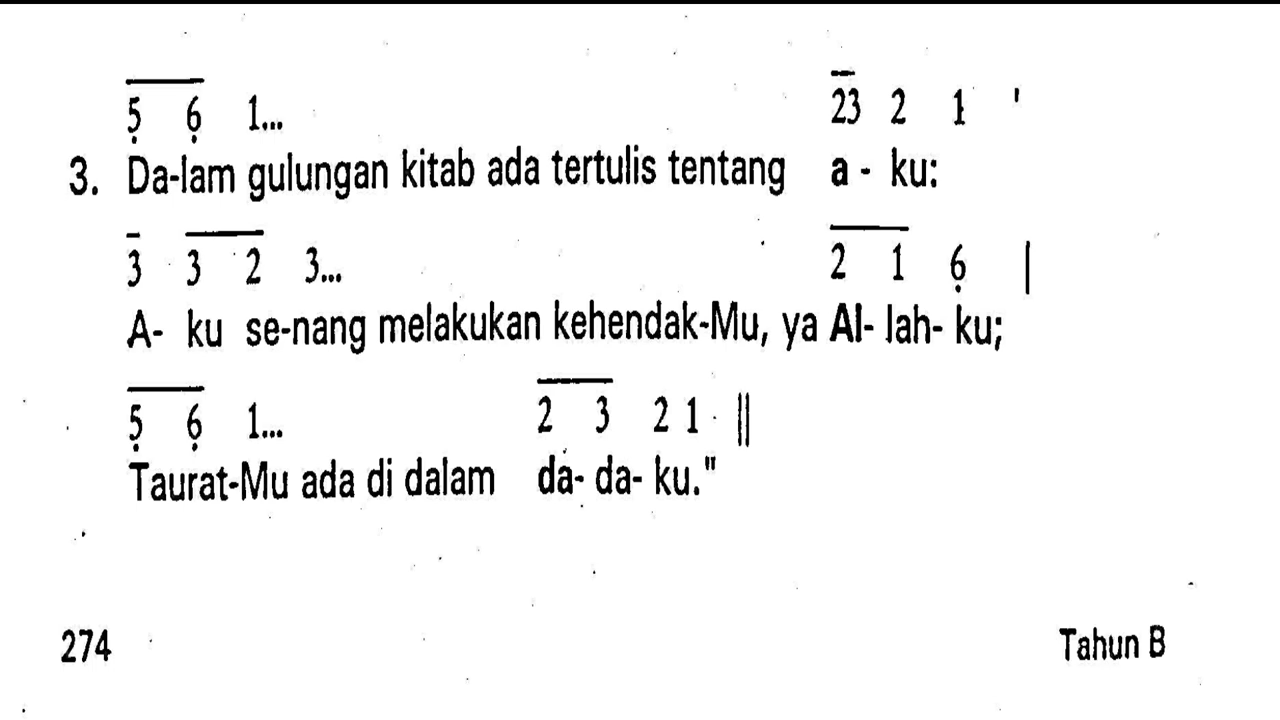 5̣ 6̣ 1... 23 2 1 '
3. Da-lam gulungan kitab ada tertulis tentang a - ku:
3 3 2 3... 2 1 6̣ |
A- ku se-nang melakukan kehendak-Mu, ya Al- lah- ku;
5̣ 6̣ 1... 2 3 2 1 ||
Taurat-Mu ada di dalam da- da- ku."
274 Tahun B